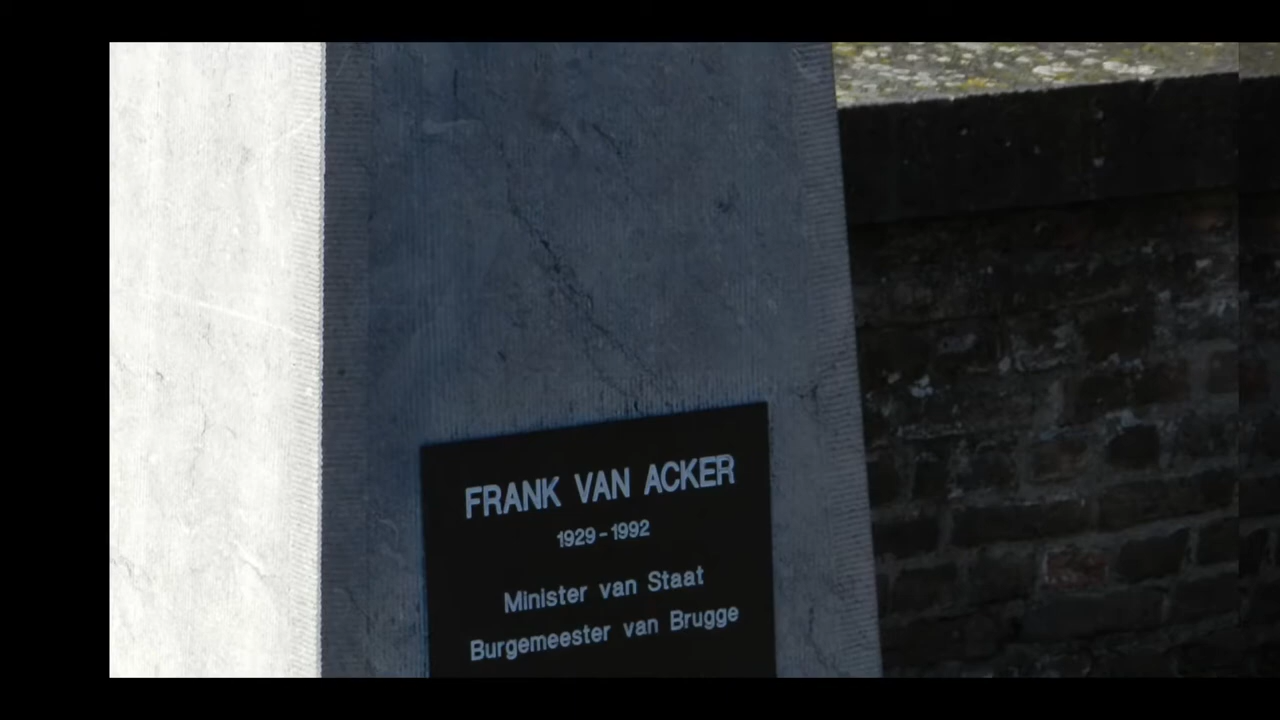 FRANK VAN ACKER
1929-1992
Minister van Staat
Burgemeester van Brugge